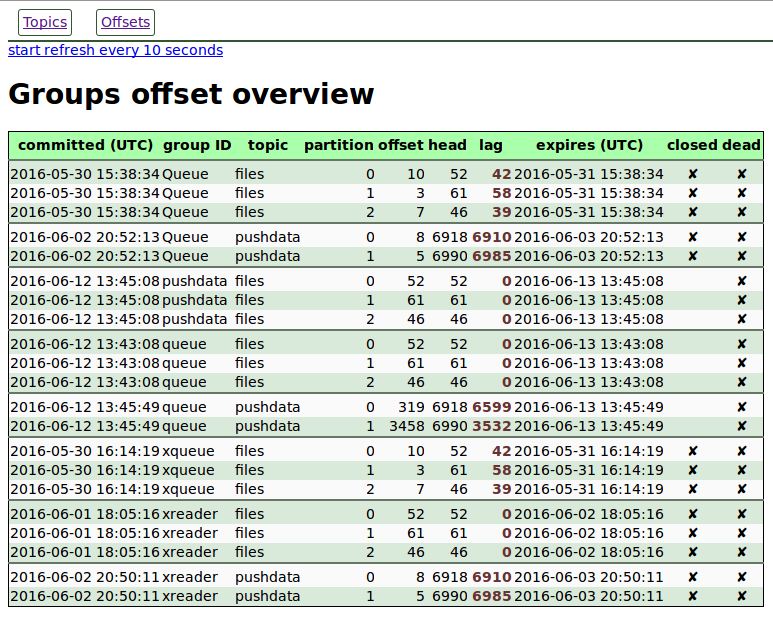 Topics Offsets
start refresh every 10 seconds
Groups offset overview
committed (UTC) group ID topic partition offset head lag expires (UTC) closed dead
2016-05-30 15:38:34 Queue files 0 10 52 42 2016-05-31 15:38:34 ✘ ✘
2016-05-30 15:38:34 Queue files 1 3 61 58 2016-05-31 15:38:34 ✘ ✘
2016-05-30 15:38:34 Queue files 2 7 46 39 2016-05-31 15:38:34 ✘ ✘
2016-06-02 20:52:13 Queue pushdata 0 8 6918 6910 2016-06-03 20:52:13 ✘ ✘
2016-06-02 20:52:13 Queue pushdata 1 5 6990 6985 2016-06-03 20:52:13 ✘ ✘
2016-06-12 13:45:08 pushdata files 0 52 52 0 2016-06-13 13:45:08 ✘
2016-06-12 13:45:08 pushdata files 1 61 61 0 2016-06-13 13:45:08 ✘
2016-06-12 13:45:08 pushdata files 2 46 46 0 2016-06-13 13:45:08 ✘
2016-06-12 13:43:08 queue files 0 52 52 0 2016-06-13 13:43:08 ✘
2016-06-12 13:43:08 queue files 1 61 61 0 2016-06-13 13:43:08 ✘
2016-06-12 13:43:08 queue files 2 46 46 0 2016-06-13 13:43:08 ✘
2016-06-12 13:45:49 queue pushdata 0 319 6918 6599 2016-06-13 13:45:49 ✘
2016-06-12 13:45:49 queue pushdata 1 3458 6990 3532 2016-06-13 13:45:49 ✘
2016-05-30 16:14:19 xqueue files 0 10 52 42 2016-05-31 16:14:19 ✘ ✘
2016-05-30 16:14:19 xqueue files 1 3 61 58 2016-05-31 16:14:19 ✘ ✘
2016-05-30 16:14:19 xqueue files 2 7 46 39 2016-05-31 16:14:19 ✘ ✘
2016-06-01 18:05:16 xreader files 0 52 52 0 2016-06-02 18:05:16 ✘ ✘
2016-06-01 18:05:16 xreader files 1 61 61 0 2016-06-02 18:05:16 ✘ ✘
2016-06-01 18:05:16 xreader files 2 46 46 0 2016-06-02 18:05:16 ✘ ✘
2016-06-02 20:50:11 xreader pushdata 0 8 6918 6910 2016-06-03 20:50:11 ✘ ✘
2016-06-02 20:50:11 xreader pushdata 1 5 6990 6985 2016-06-03 20:50:11 ✘ ✘